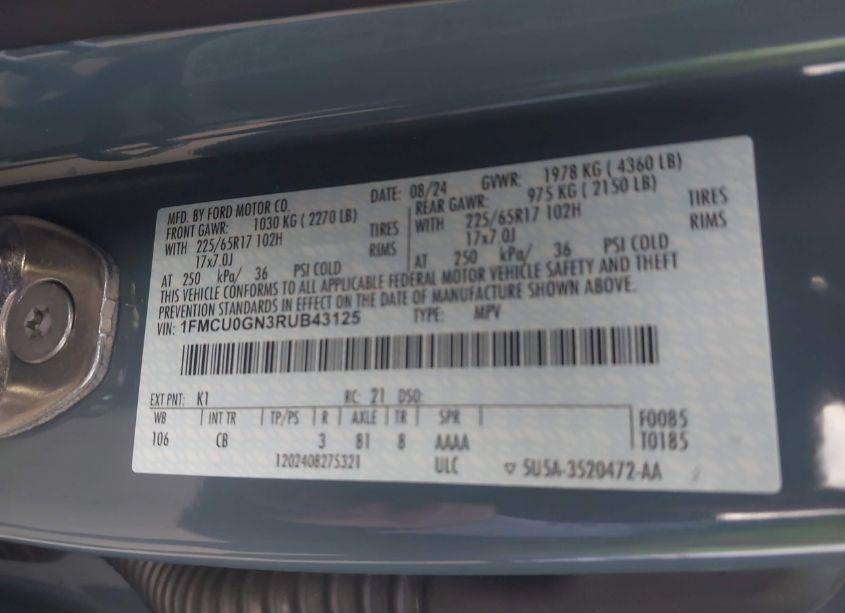 MFD. BY FORD MOTOR CO. DATE: 08/24 GVWR: 1978 KG ( 4360 LB)
FRONT GAWR: 1030 KG ( 2270 LB) REAR GAWR: 975 KG ( 2150 LB)
WITH 225/65R17 102H TIRES WITH 225/65R17 102H TIRES
17x7.0J RIMS 17x7.0J RIMS
AT 250 kPa/ 36 PSI COLD AT 250 kPa/ 36 PSI COLD
THIS VEHICLE CONFORMS TO ALL APPLICABLE FEDERAL MOTOR VEHICLE SAFETY AND THEFT
PREVENTION STANDARDS IN EFFECT ON THE DATE OF MANUFACTURE SHOWN ABOVE.
VIN: 1FMCU0GN3RUB43125 TYPE: MPV
EXT PNT: K1 RC: 21 DSO:
WB INT TR TP/PS R AXLE TR SPR F0085
106 CB 3 81 8 AAAA T0185
1202408275321 ULC 5U5A-3520472-AA